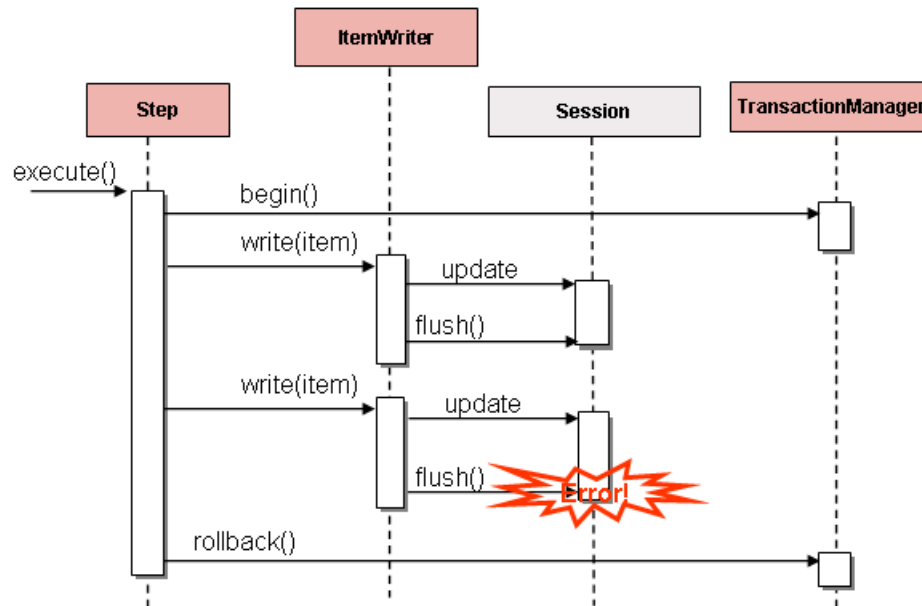 ItemWriter
Step
Session
TransactionManager
execute()
begin()
write(item)
update
flush()
write(item)
update
flush()
Error!
rollback()